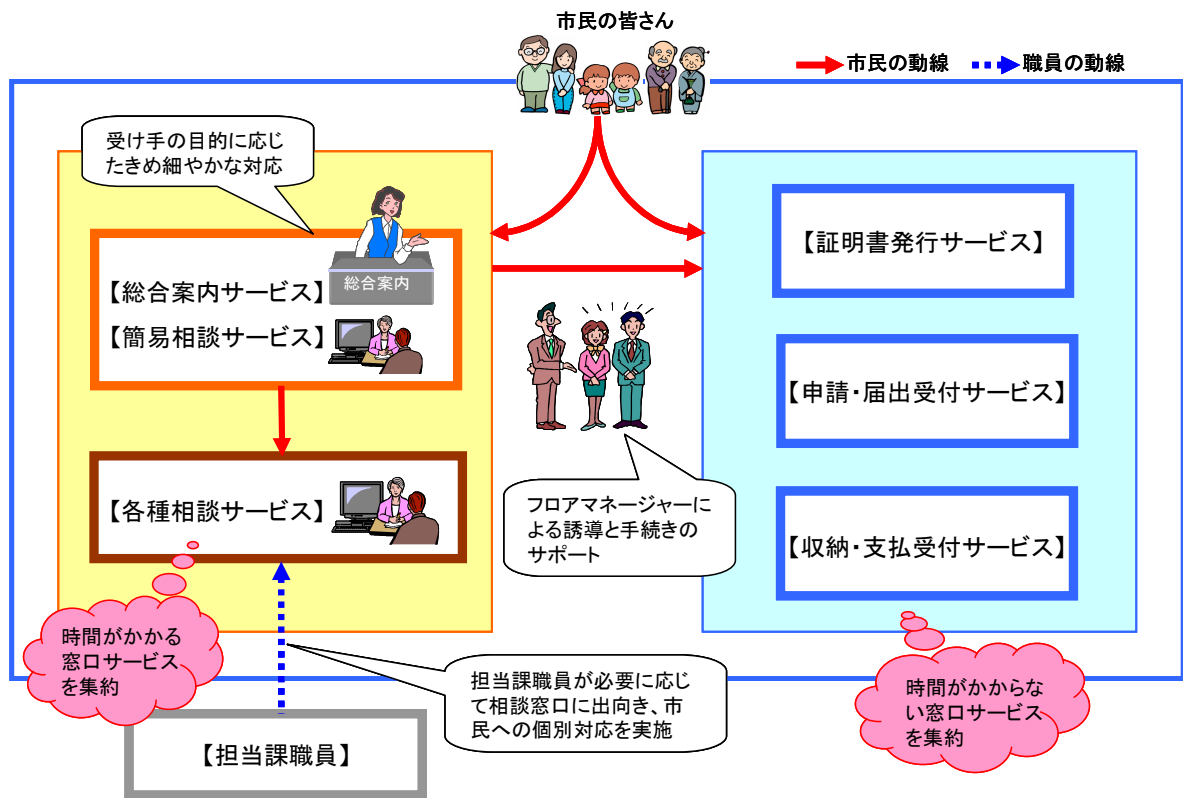 市民の皆さん
市民の動線
職員の動線
受け手の目的に応じ
たきめ細やかな対応
総合案内
【総合案内サービス】
【簡易相談サービス】
【各種相談サービス】
【証明書発行サービス】
【申請・届出受付サービス】
【収納・支払受付サービス】
フロアマネージャーに
よる誘導と手続きの
サポート
時間がかかる
窓口サービス
を集約
担当課職員が必要に応じ
て相談窓口に出向き、市
民への個別対応を実施
時間がかからな
い窓口サービス
を集約
【担当課職員】